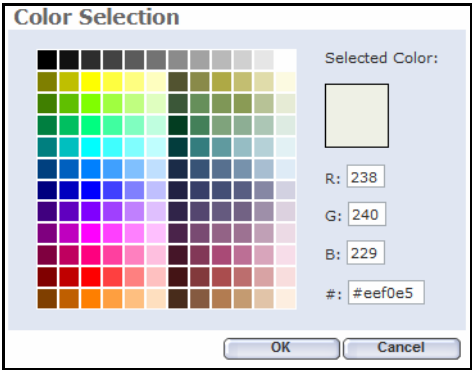 Color Selection
Selected Color:
R: 238
G: 240
B: 229
#: #eef0e5
OK
Cancel